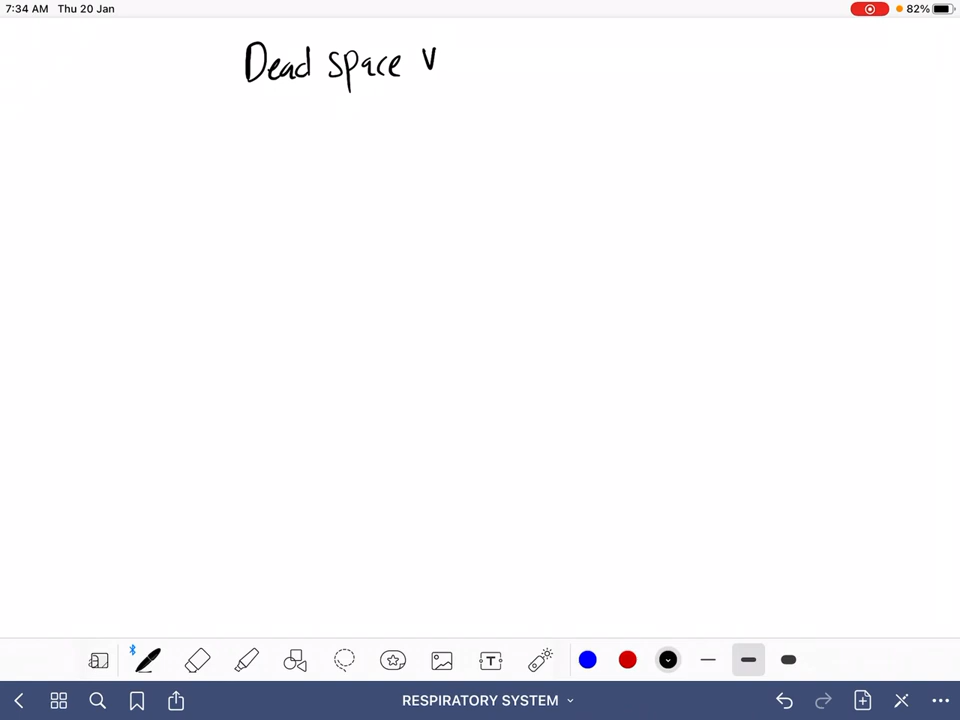 7:34 AM Thu 20 Jan 82%
Dead space v
T
RESPIRATORY SYSTEM